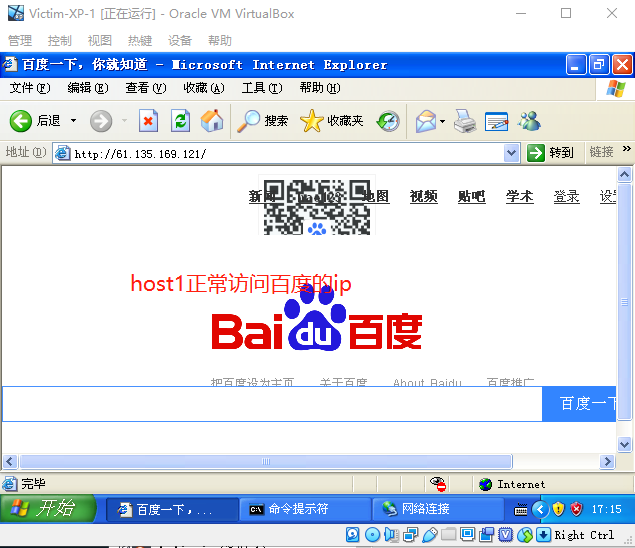 Victim-XP-1 [正在运行] - Oracle VM VirtualBox
管理 控制 视图 热键 设备 帮助
百度一下，你就知道 - Microsoft Internet Explorer
文件(F) 编辑(E) 查看(V) 收藏(A) 工具(T) 帮助(H)
后退 搜索 收藏夹
地址(D) http://61.135.169.121/ 转到 链接 »
新闻 地图 视频 贴吧 学术 登录
host1正常访问百度的ip
Bai du 百度
把百度设为主页 关于百度 About Baidu 百度推广
百度一下
完毕 Internet
开始 百度一下，... 命令提示符 网络连接 17:15
Right Ctrl